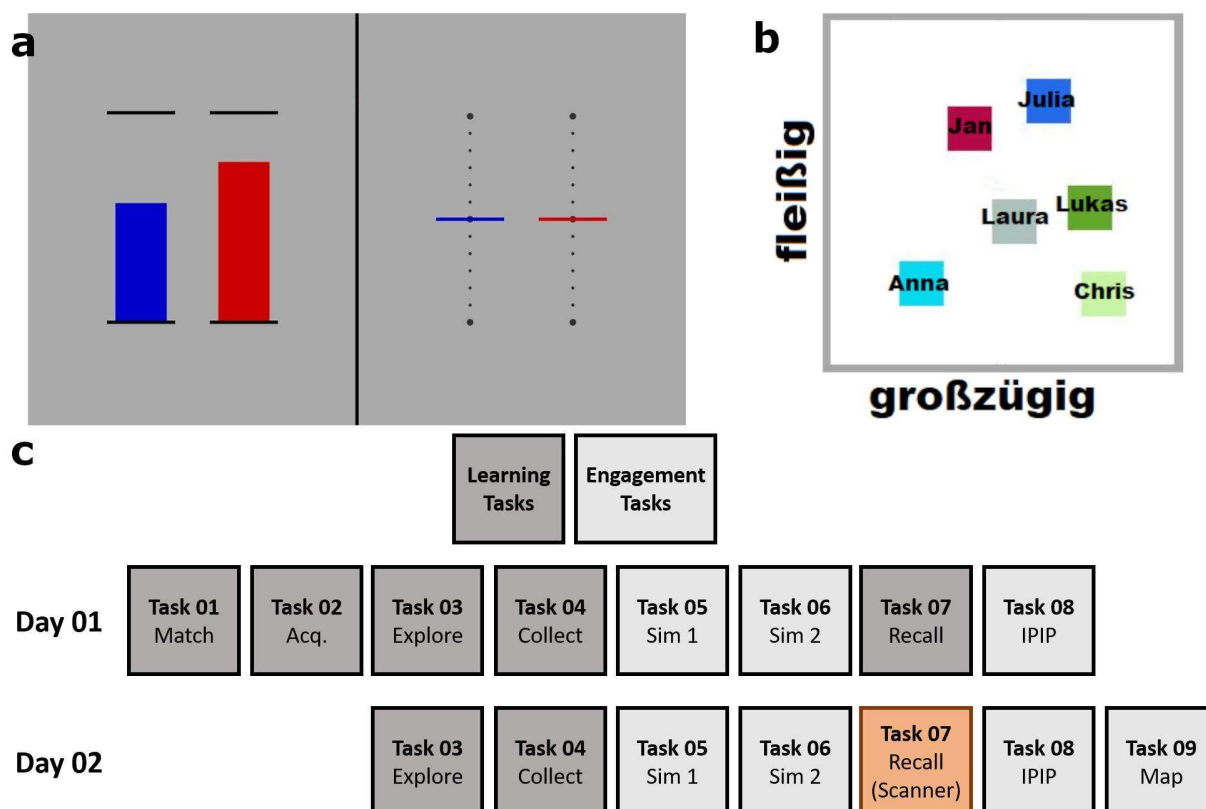 a
b
Julia
Jan
fleißig
Lukas
Laura
Anna
Chris
großzügig
c
Learning
Tasks
Engagement
Tasks
Day 01
Task 01
Match
Task 02
Acq.
Task 03
Explore
Task 04
Collect
Task 05
Sim 1
Task 06
Sim 2
Task 07
Recall
Task 08
IPIP
Day 02
Task 03
Explore
Task 04
Collect
Task 05
Sim 1
Task 06
Sim 2
Task 07
Recall
(Scanner)
Task 08
IPIP
Task 09
Map